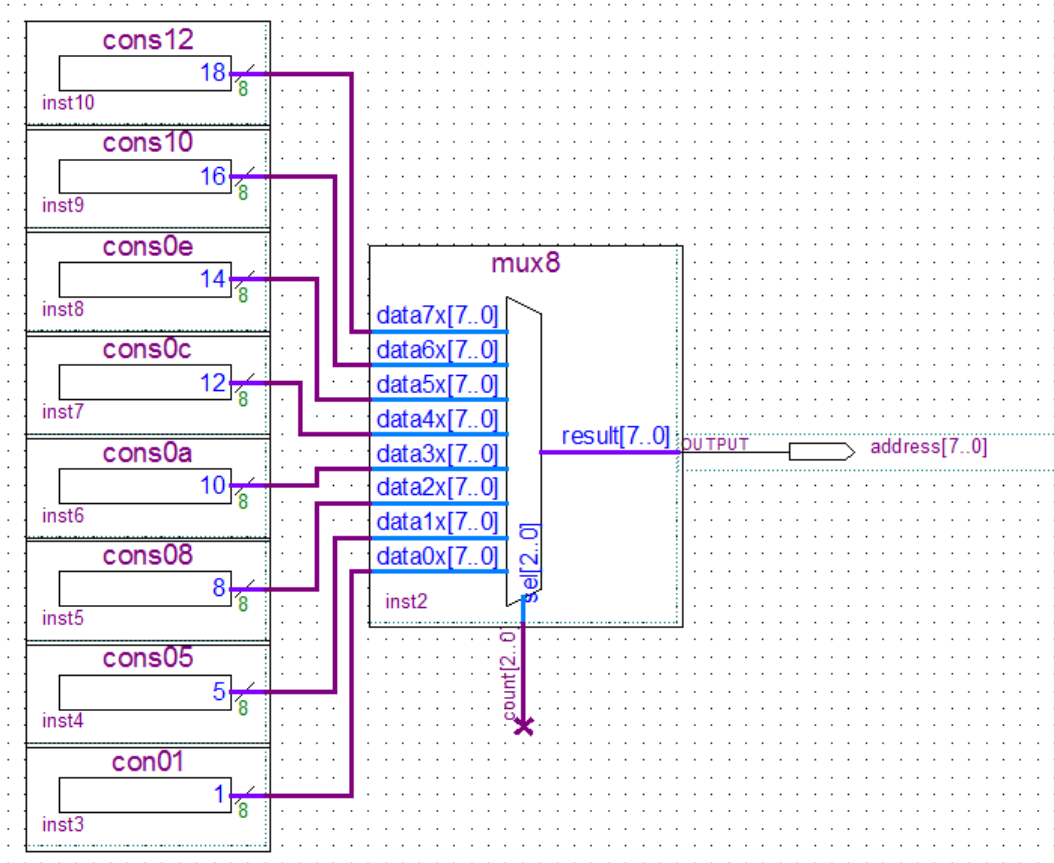 cons12
18
8
inst10
cons10
16
8
inst9
cons0e
14
8
inst8
cons0c
12
8
inst7
cons0a
10
8
inst6
cons08
8
8
inst5
cons05
5
8
inst4
con01
1
8
inst3
mux8
data7x[7..0]
data6x[7..0]
data5x[7..0]
data4x[7..0]
data3x[7..0]
data2x[7..0]
data1x[7..0]
data0x[7..0]
sel[2..0]
result[7..0]
inst2
count[2..0]
OUTPUT
address[7..0]